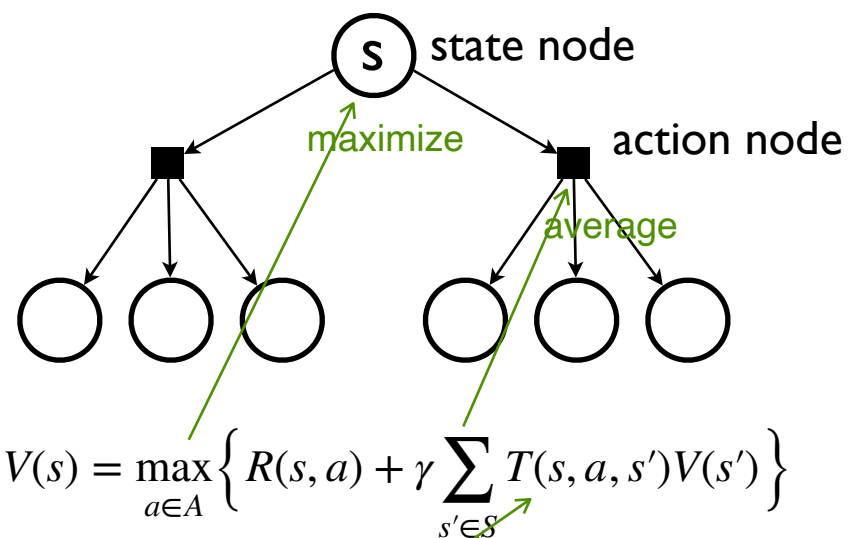 s state node
maximize
action node
average
V(s) = max_{a∈A} { R(s, a) + γ ∑_{s′∈S} T(s, a, s′)V(s′) }